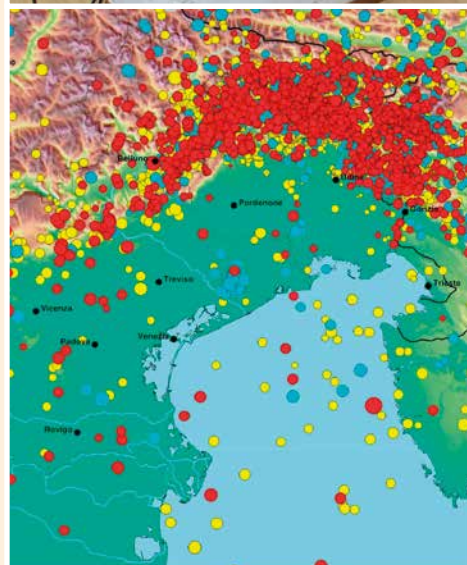 Belluno
Udine
Pordenone
Gorizia
Treviso
Trieste
Vicenza
Padova
Venezia
Rovigo